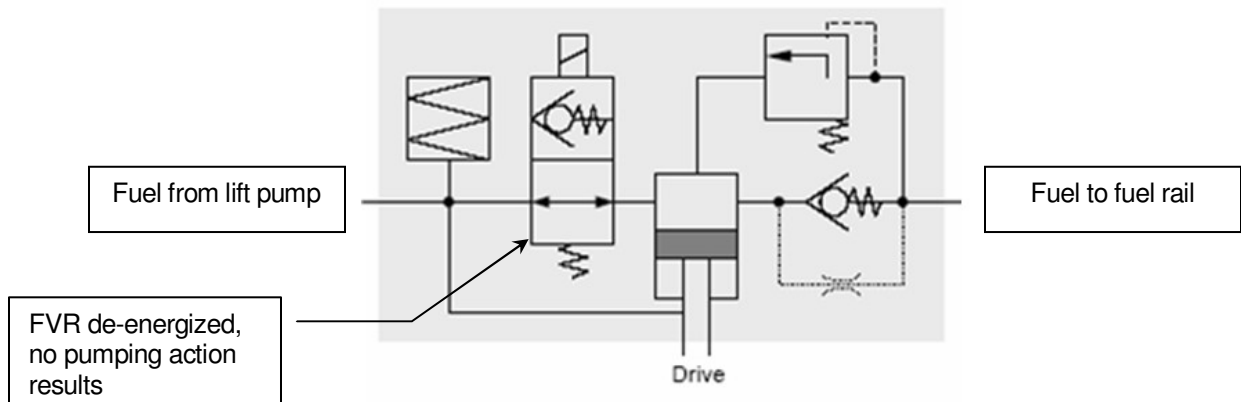 Fuel from lift pump
Fuel to fuel rail
FVR de-energized,
no pumping action
results
Drive